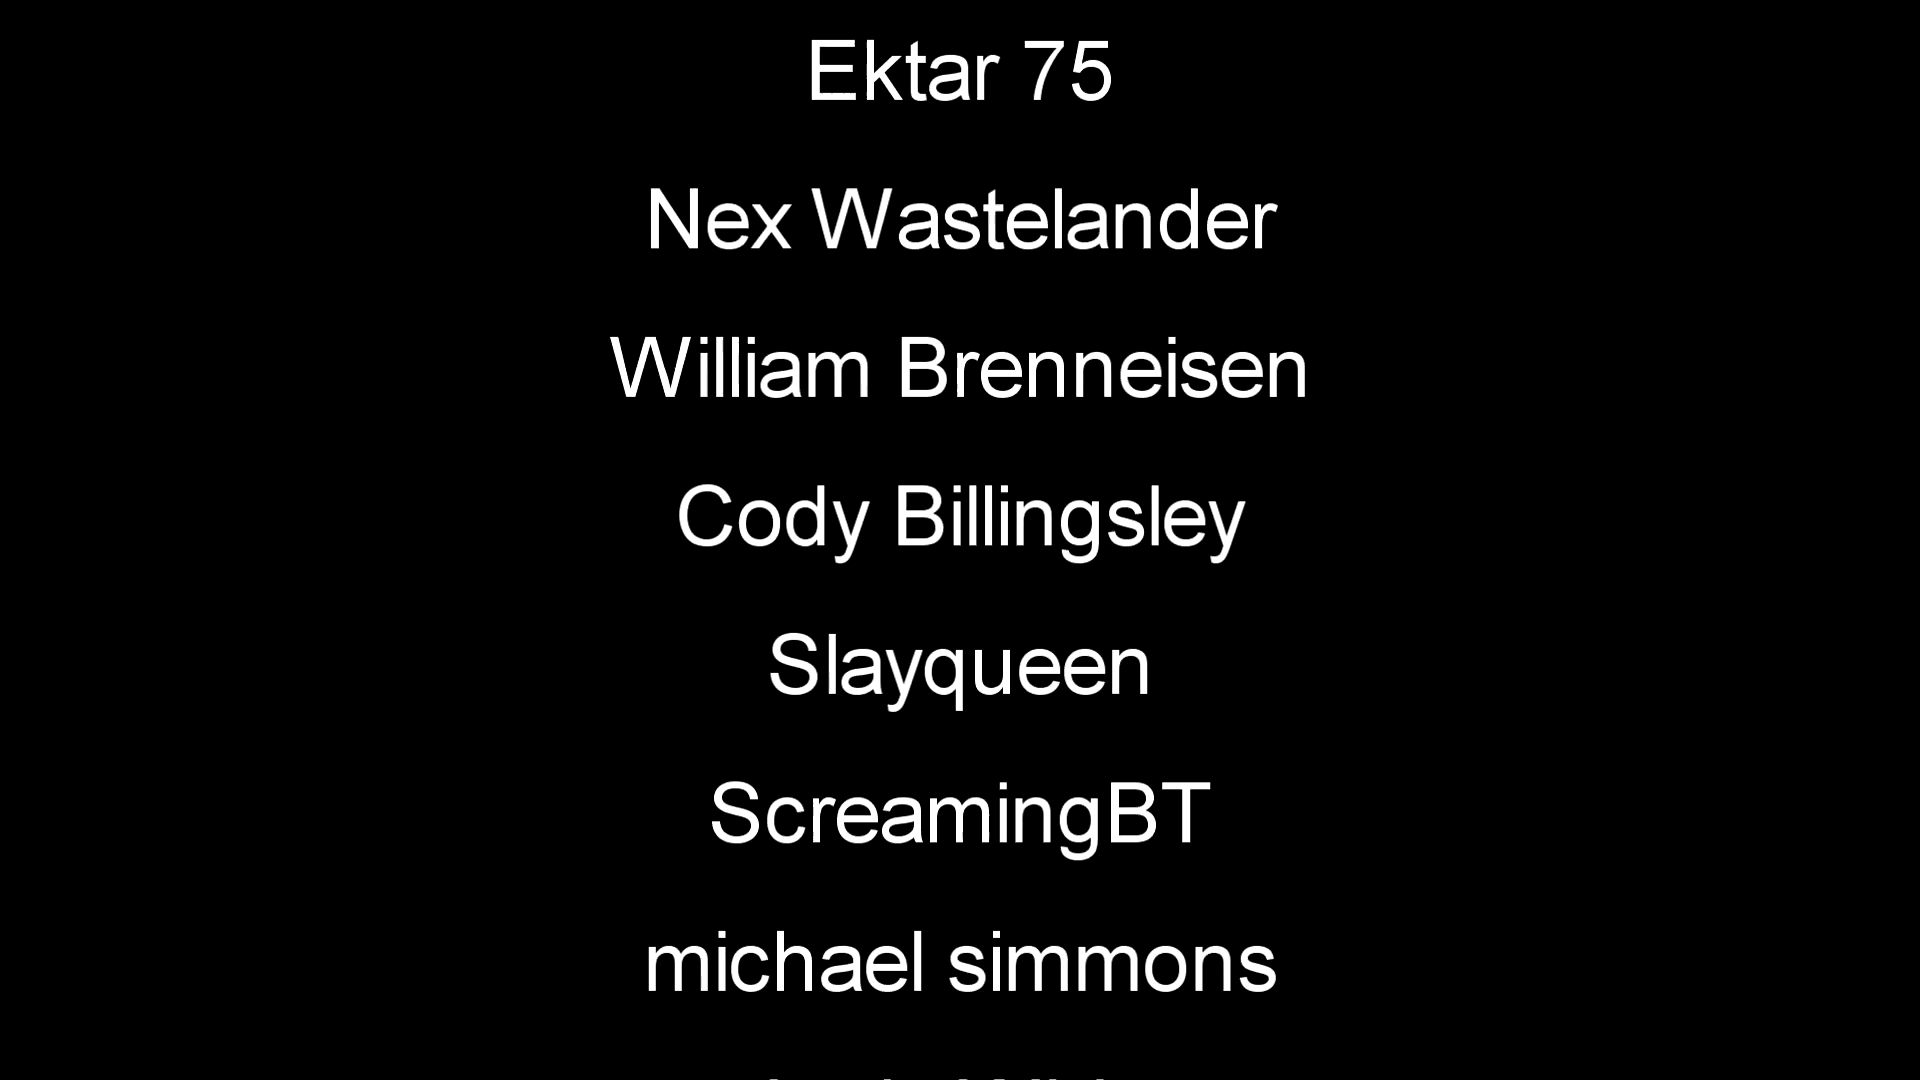 Ektar 75
Nex Wastelander
William Brenneisen
Cody Billingsley
Slayqueen
ScreamingBT
michael simmons